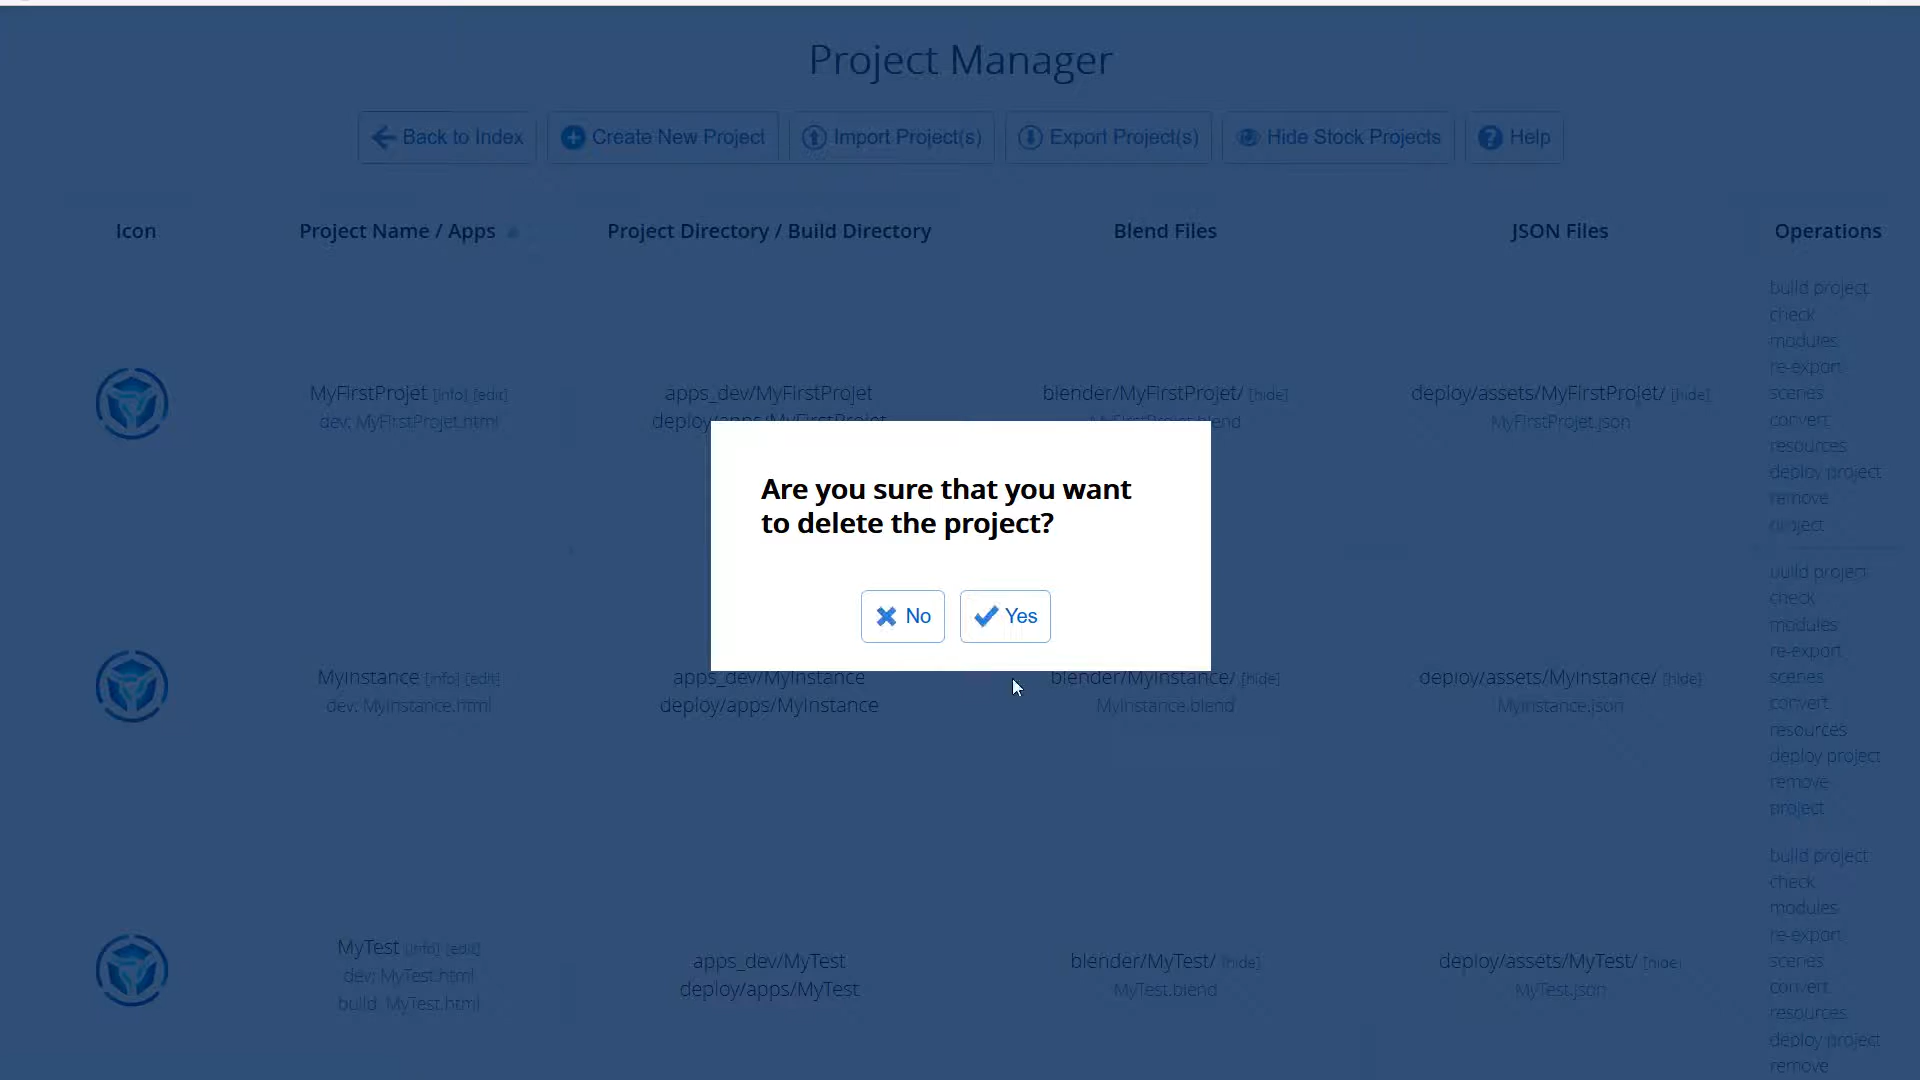 Project Manager
Back to Index
Create New Project
Import Project(s)
Export Project(s)
Hide Stock Projects
Help
Icon
Project Name / Apps
Project Directory / Build Directory
Blend Files
JSON Files
Operations
MyFirstProjet [info] [edit]
dev: MyFirstProjet.html
apps_dev/MyFirstProjet
deploy/apps/MyFirstProjet
blender/MyFirstProjet/ [hide]
MyFirstProjet.blend
deploy/assets/MyFirstProjet/ [hide]
MyFirstProjet.json
build project
check
modules
re-export
scenes
convert
resources
deploy project
remove
project
Are you sure that you want
to delete the project?
No
Yes
MyInstance [info] [edit]
dev: MyInstance.html
apps_dev/MyInstance
deploy/apps/MyInstance
blender/MyInstance/ [hide]
MyInstance.blend
deploy/assets/MyInstance/ [hide]
MyInstance.json
build project
check
modules
re-export
scenes
convert
resources
deploy project
remove
project
MyTest [info] [edit]
dev: MyTest.html
build: MyTest.html
apps_dev/MyTest
deploy/apps/MyTest
blender/MyTest/ [hide]
MyTest.blend
deploy/assets/MyTest/ [hide]
MyTest.json
build project
check
modules
re-export
scenes
convert
resources
deploy project
remove